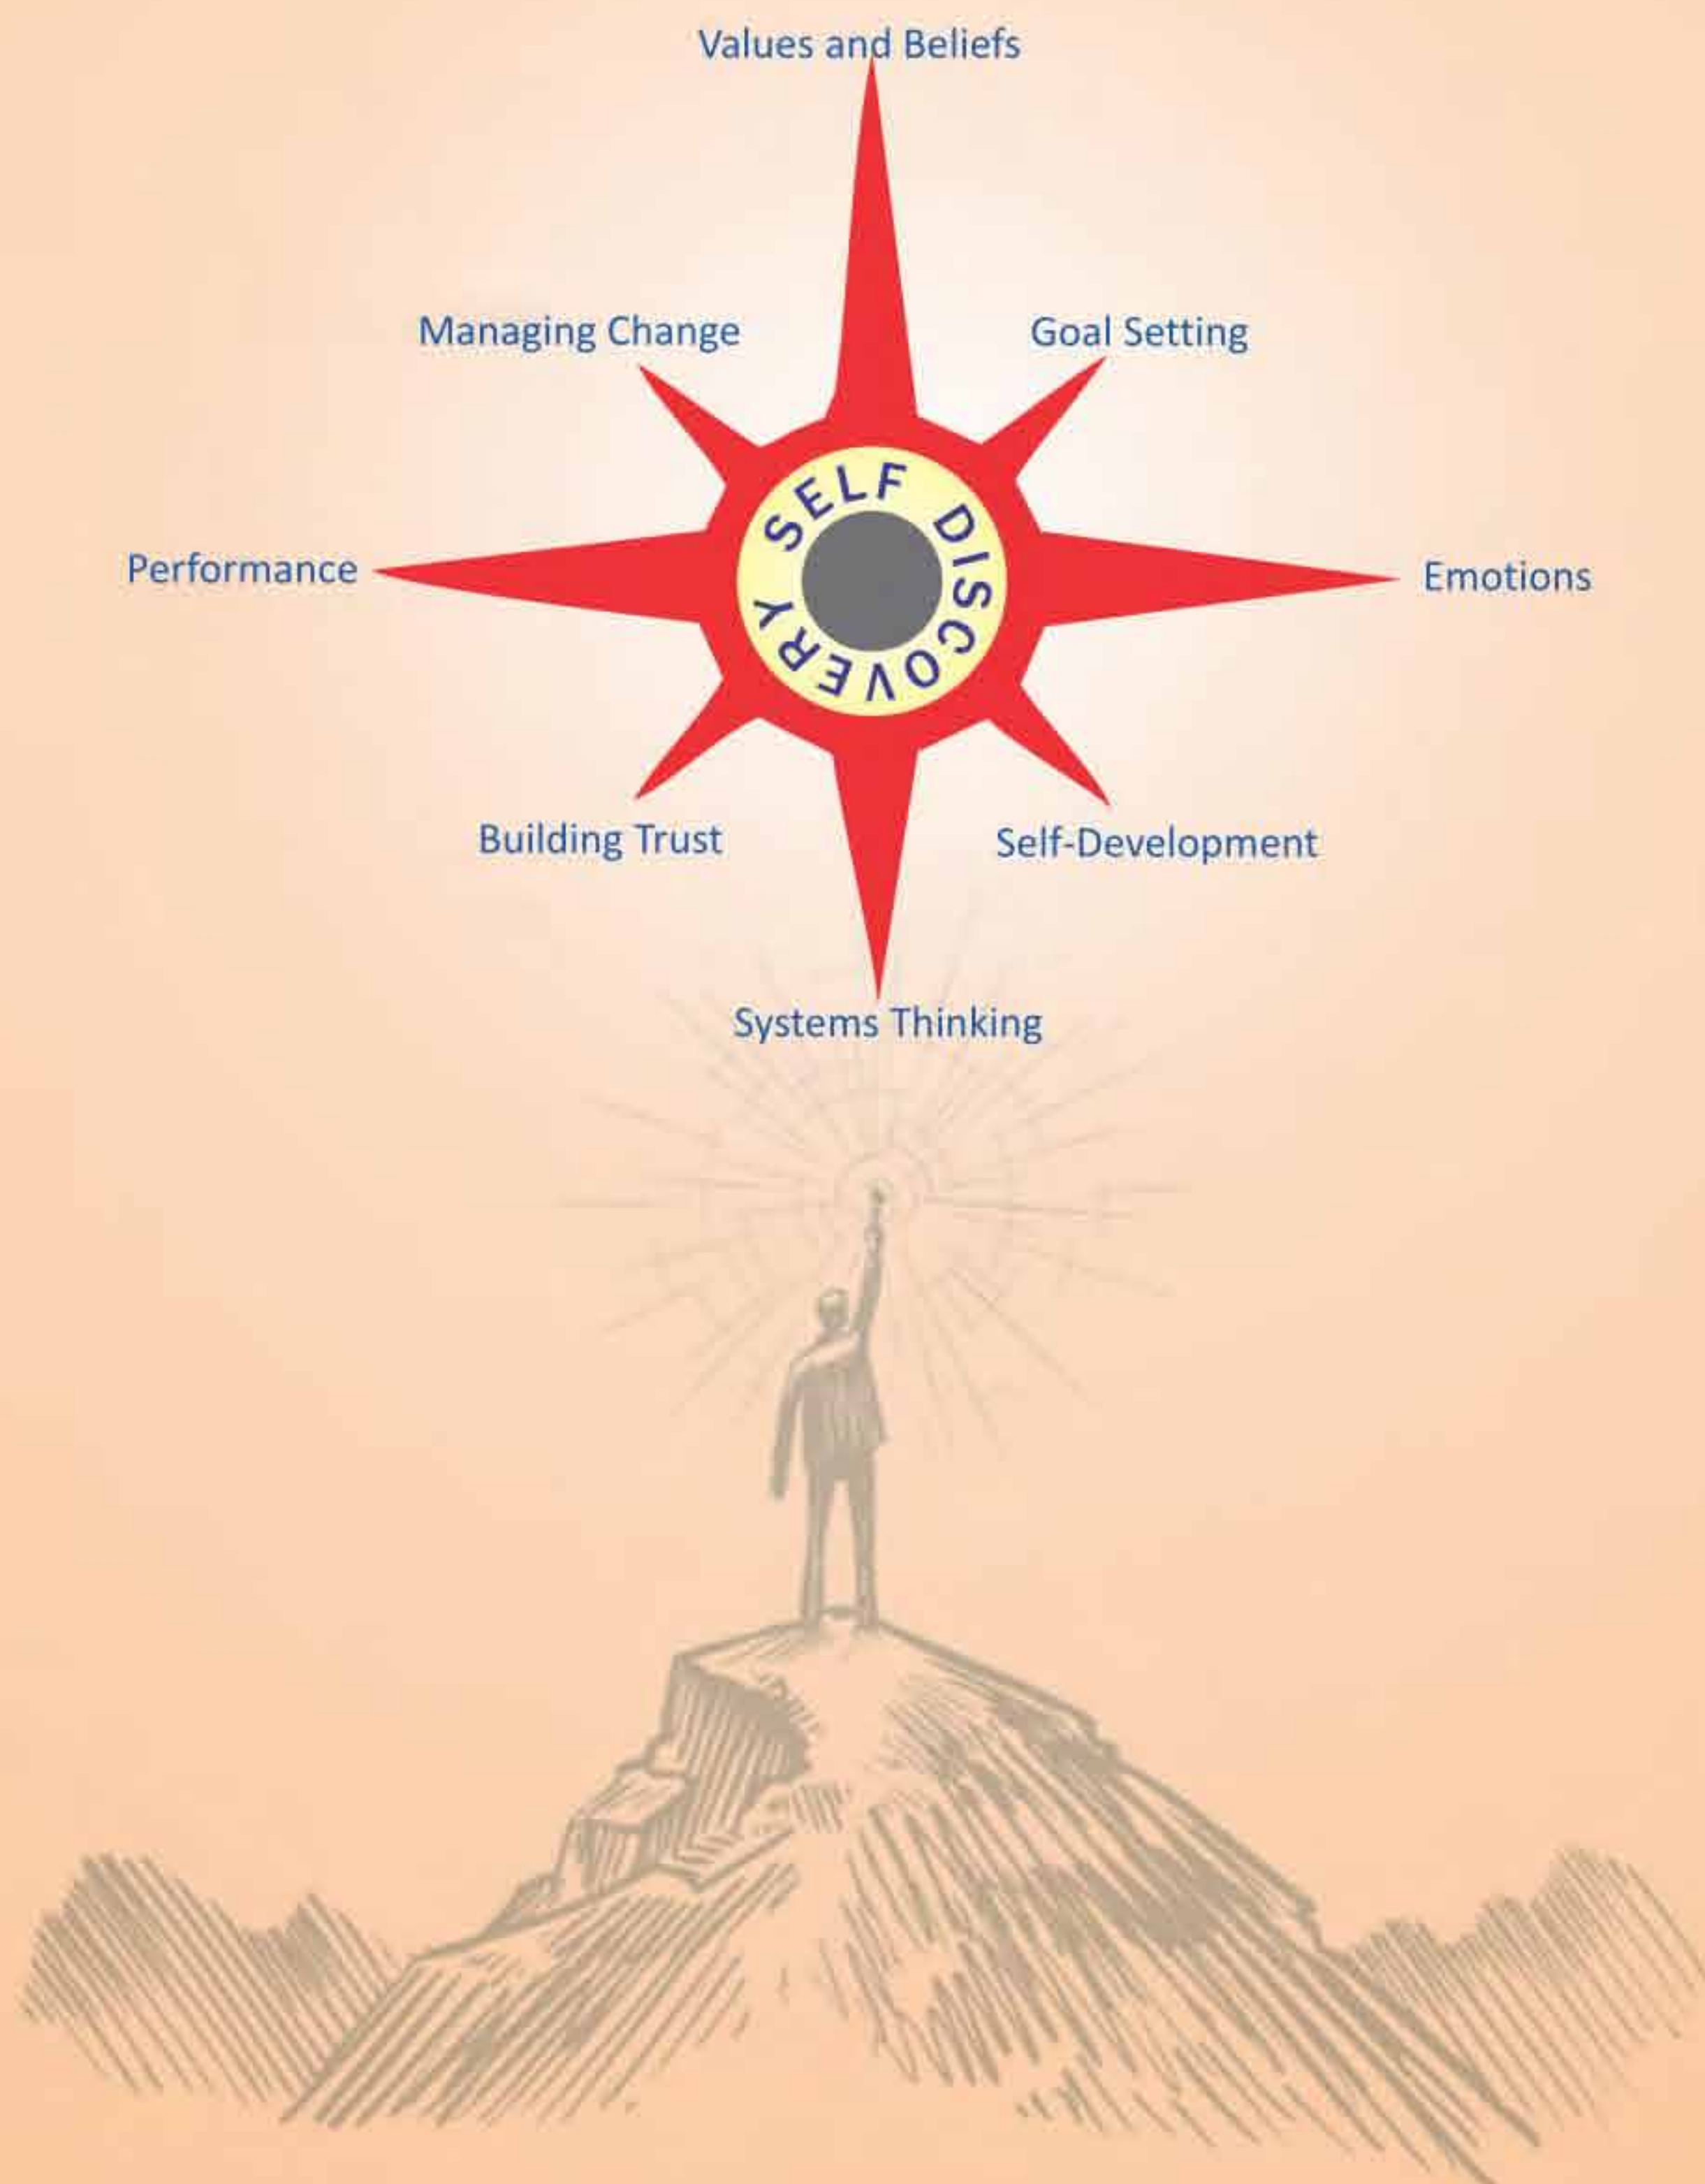 Values and Beliefs
Managing Change
Goal Setting
SELF DISCOVERY
Performance
Emotions
Building Trust
Self-Development
Systems Thinking